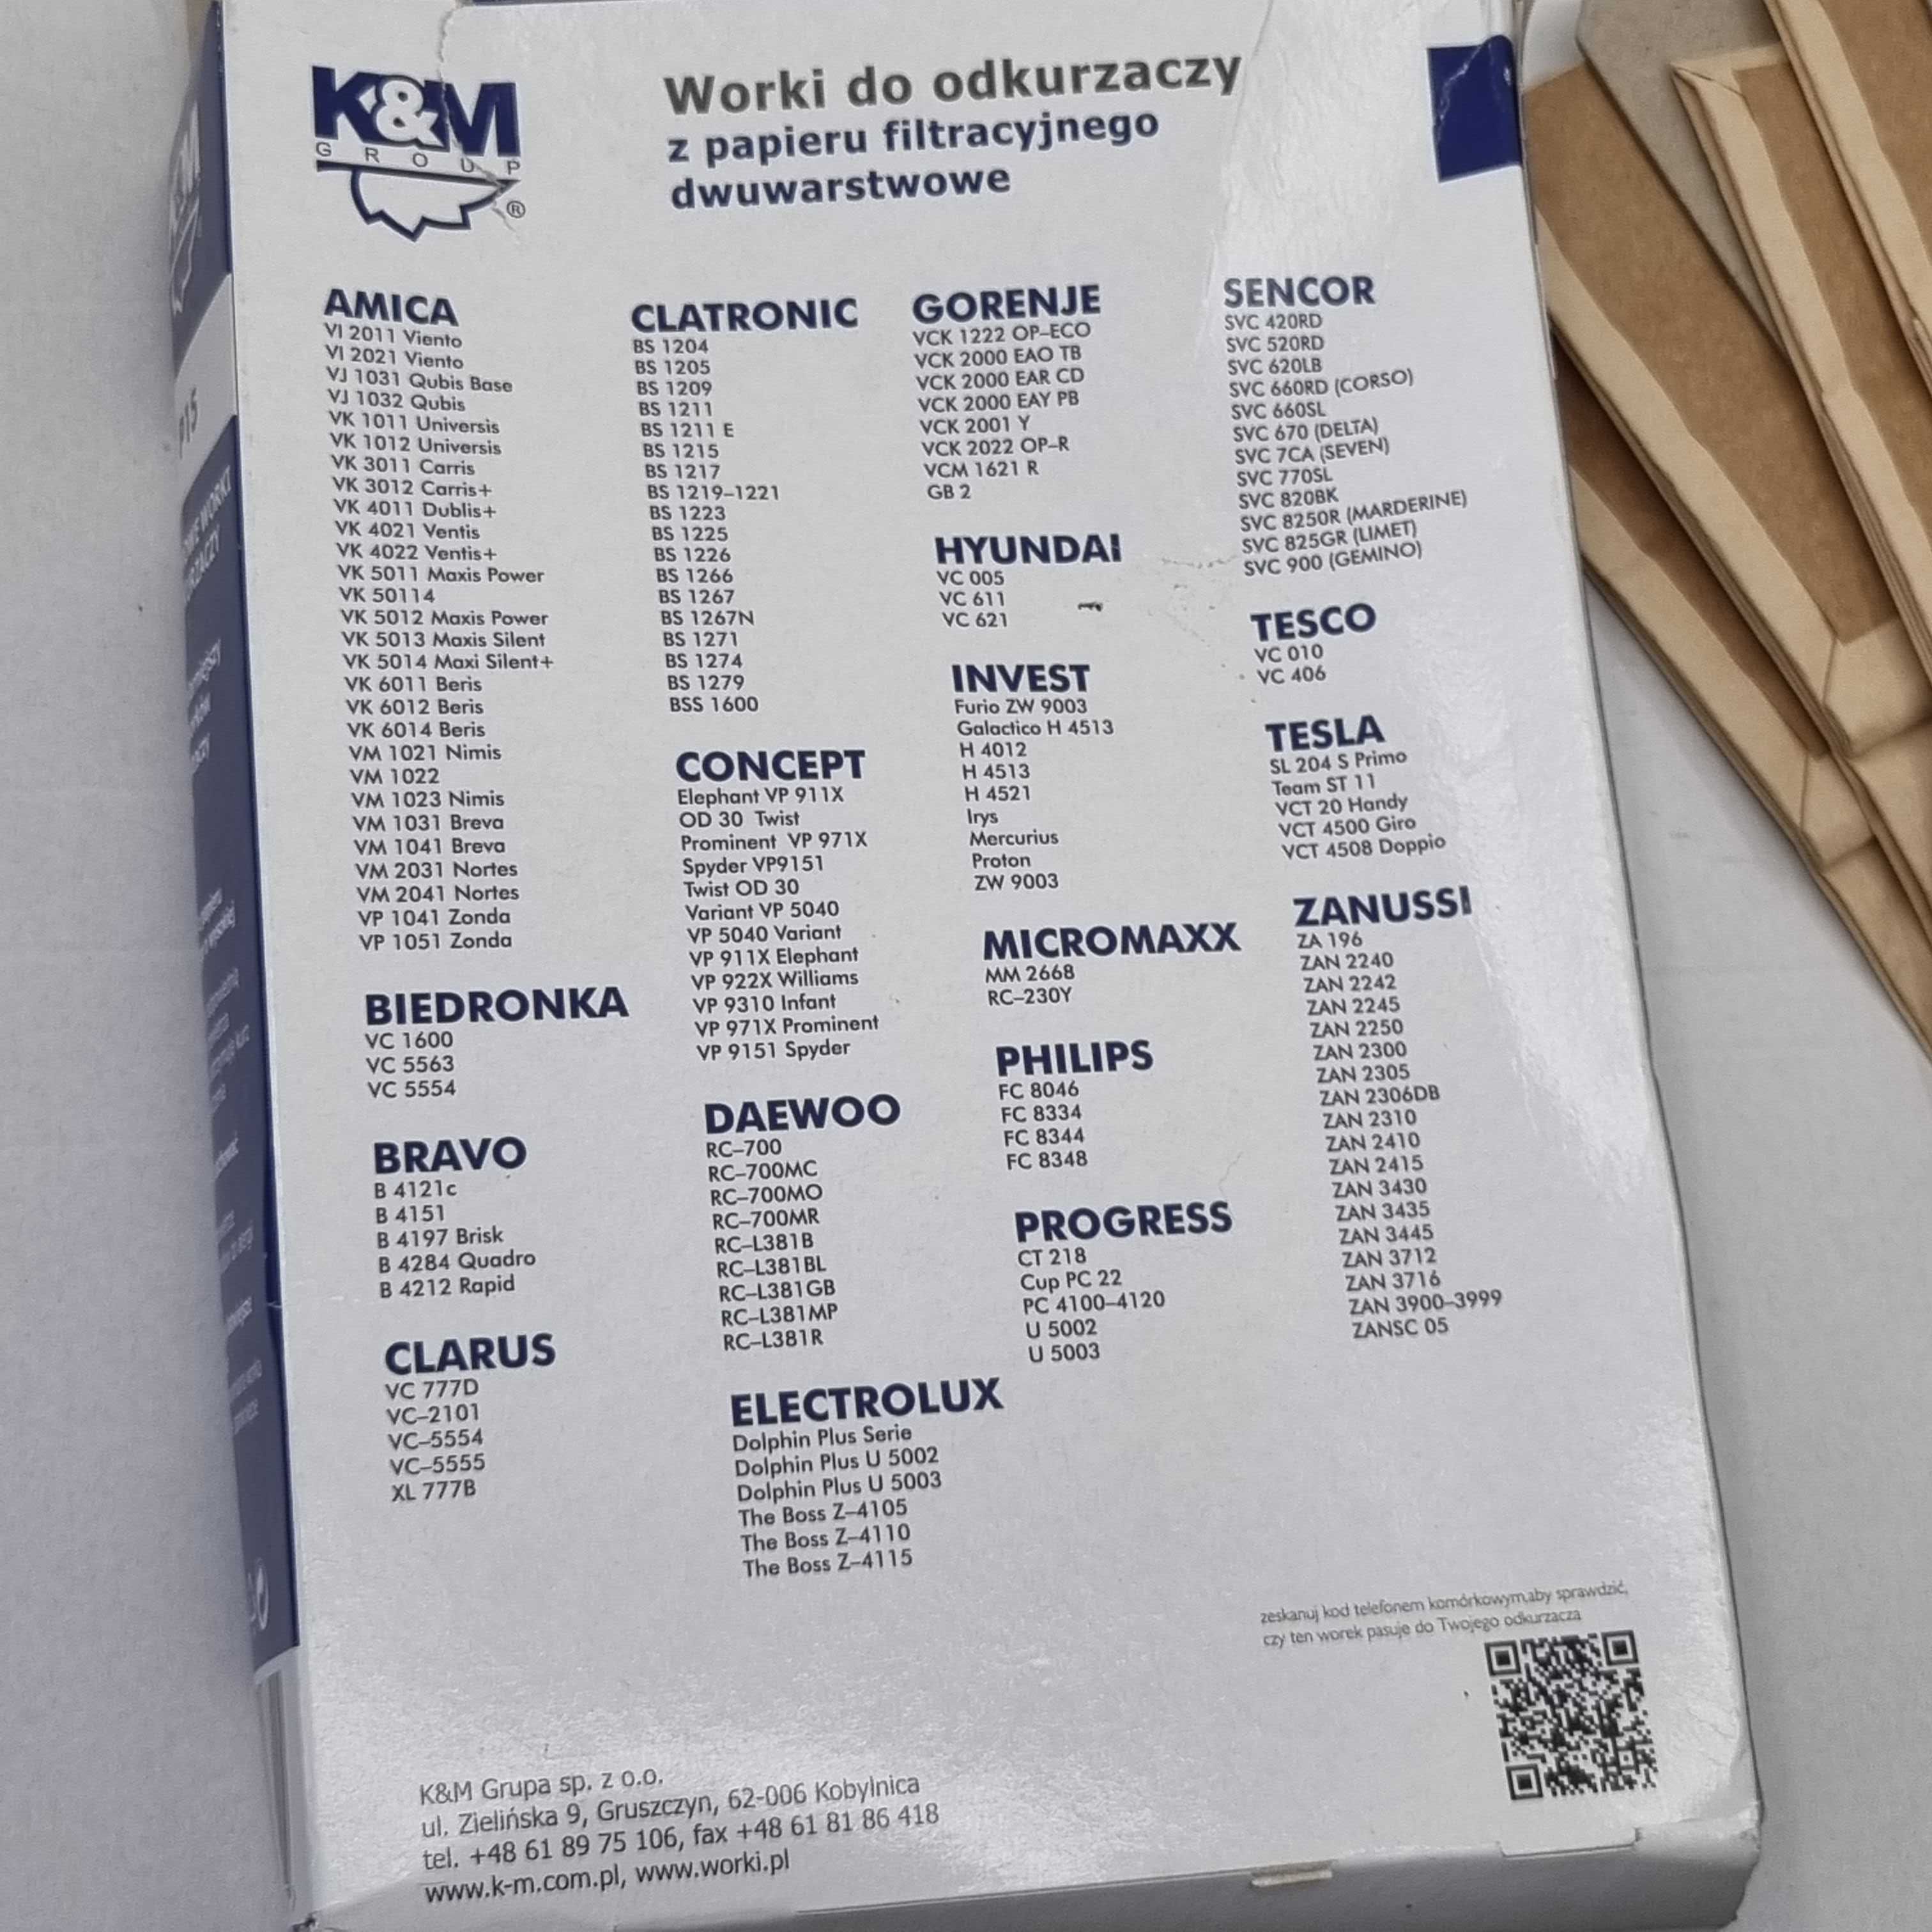 K&M
GROUP
®
Worki do odkurzaczy
z papieru filtracyjnego
dwuwarstwowe
AMICA
VI 2011 Viento
VI 2021 Viento
VJ 1031 Qubis Base
VJ 1032 Qubis
VK 1011 Universis
VK 1012 Universis
VK 3011 Carris
VK 3012 Carris+
VK 4011 Dublis+
VK 4021 Ventis
VK 4022 Ventis+
VK 5011 Maxis Power
VK 50114
VK 5012 Maxis Power
VK 5013 Maxis Silent
VK 5014 Maxi Silent+
VK 6011 Beris
VK 6012 Beris
VK 6014 Beris
VM 1021 Nimis
VM 1022
VM 1023 Nimis
VM 1031 Breva
VM 1041 Breva
VM 2031 Nortes
VM 2041 Nortes
VP 1041 Zonda
VP 1051 Zonda
BIEDRONKA
VC 1600
VC 5563
VC 5554
BRAVO
B 4121c
B 4151
B 4197 Brisk
B 4284 Quadro
B 4212 Rapid
CLARUS
VC 777D
VC–2101
VC–5554
VC–5555
XL 777B
CLATRONIC
BS 1204
BS 1205
BS 1209
BS 1211
BS 1211 E
BS 1215
BS 1217
BS 1219–1221
BS 1223
BS 1225
BS 1226
BS 1266
BS 1267
BS 1267N
BS 1271
BS 1274
BS 1279
BSS 1600
CONCEPT
Elephant VP 911X
OD 30 Twist
Prominent VP 971X
Spyder VP9151
Twist OD 30
Variant VP 5040
VP 5040 Variant
VP 911X Elephant
VP 922X Williams
VP 9310 Infant
VP 971X Prominent
VP 9151 Spyder
DAEWOO
RC–700
RC–700MC
RC–700MO
RC–700MR
RC–L381B
RC–L381BL
RC–L381GB
RC–L381MP
RC–L381R
ELECTROLUX
Dolphin Plus Serie
Dolphin Plus U 5002
Dolphin Plus U 5003
The Boss Z–4105
The Boss Z–4110
The Boss Z–4115
GORENJE
VCK 1222 OP–ECO
VCK 2000 EAO TB
VCK 2000 EAR CD
VCK 2000 EAY PB
VCK 2001 Y
VCK 2022 OP–R
VCM 1621 R
GB 2
HYUNDAI
VC 005
VC 611
VC 621
INVEST
Furio ZW 9003
Galactico H 4513
H 4012
H 4513
H 4521
Irys
Mercurius
Proton
ZW 9003
MICROMAXX
MM 2668
RC–230Y
PHILIPS
FC 8046
FC 8334
FC 8344
FC 8348
PROGRESS
CT 218
Cup PC 22
PC 4100–4120
U 5002
U 5003
SENCOR
SVC 420RD
SVC 520RD
SVC 620LB
SVC 660RD (CORSO)
SVC 660SL
SVC 670 (DELTA)
SVC 7CA (SEVEN)
SVC 770SL
SVC 820BK
SVC 8250R (MARDERINE)
SVC 825GR (LIMET)
SVC 900 (GEMINO)
TESCO
VC 010
VC 406
TESLA
SL 204 S Primo
Team ST 11
VCT 20 Handy
VCT 4500 Giro
VCT 4508 Doppio
ZANUSSI
ZA 196
ZAN 2240
ZAN 2242
ZAN 2245
ZAN 2250
ZAN 2300
ZAN 2305
ZAN 2306DB
ZAN 2310
ZAN 2410
ZAN 2415
ZAN 3430
ZAN 3435
ZAN 3445
ZAN 3712
ZAN 3716
ZAN 3900–3999
ZANSC 05
zeskanuj kod telefonem komórkowym,aby sprawdzić,
czy ten worek pasuje do Twojego odkurzacza
K&M Grupa sp. z o.o.
ul. Zielińska 9, Gruszczyn, 62-006 Kobylnica
tel. +48 61 89 75 106, fax +48 61 81 86 418
www.k-m.com.pl, www.worki.pl